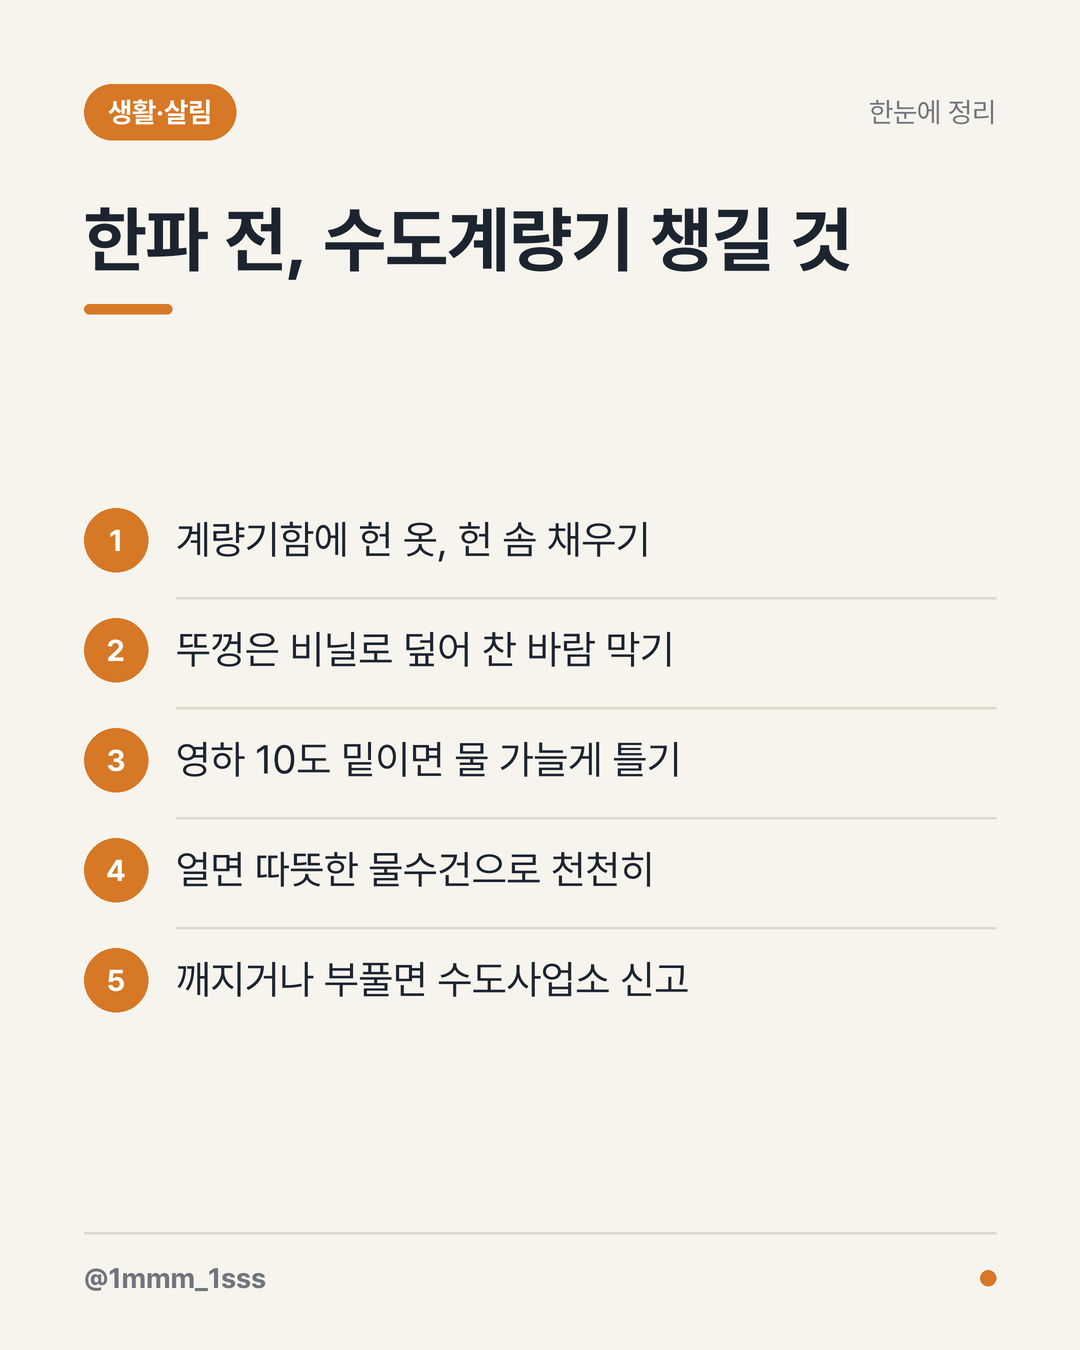 생활·살림
한눈에 정리
한파 전, 수도계량기 챙길 것
1 계량기함에 헌 옷, 헌 솜 채우기
2 뚜껑은 비닐로 덮어 찬 바람 막기
3 영하 10도 밑이면 물 가늘게 틀기
4 얼면 따뜻한 물수건으로 천천히
5 깨지거나 부풀면 수도사업소 신고
@1mmm_1sss